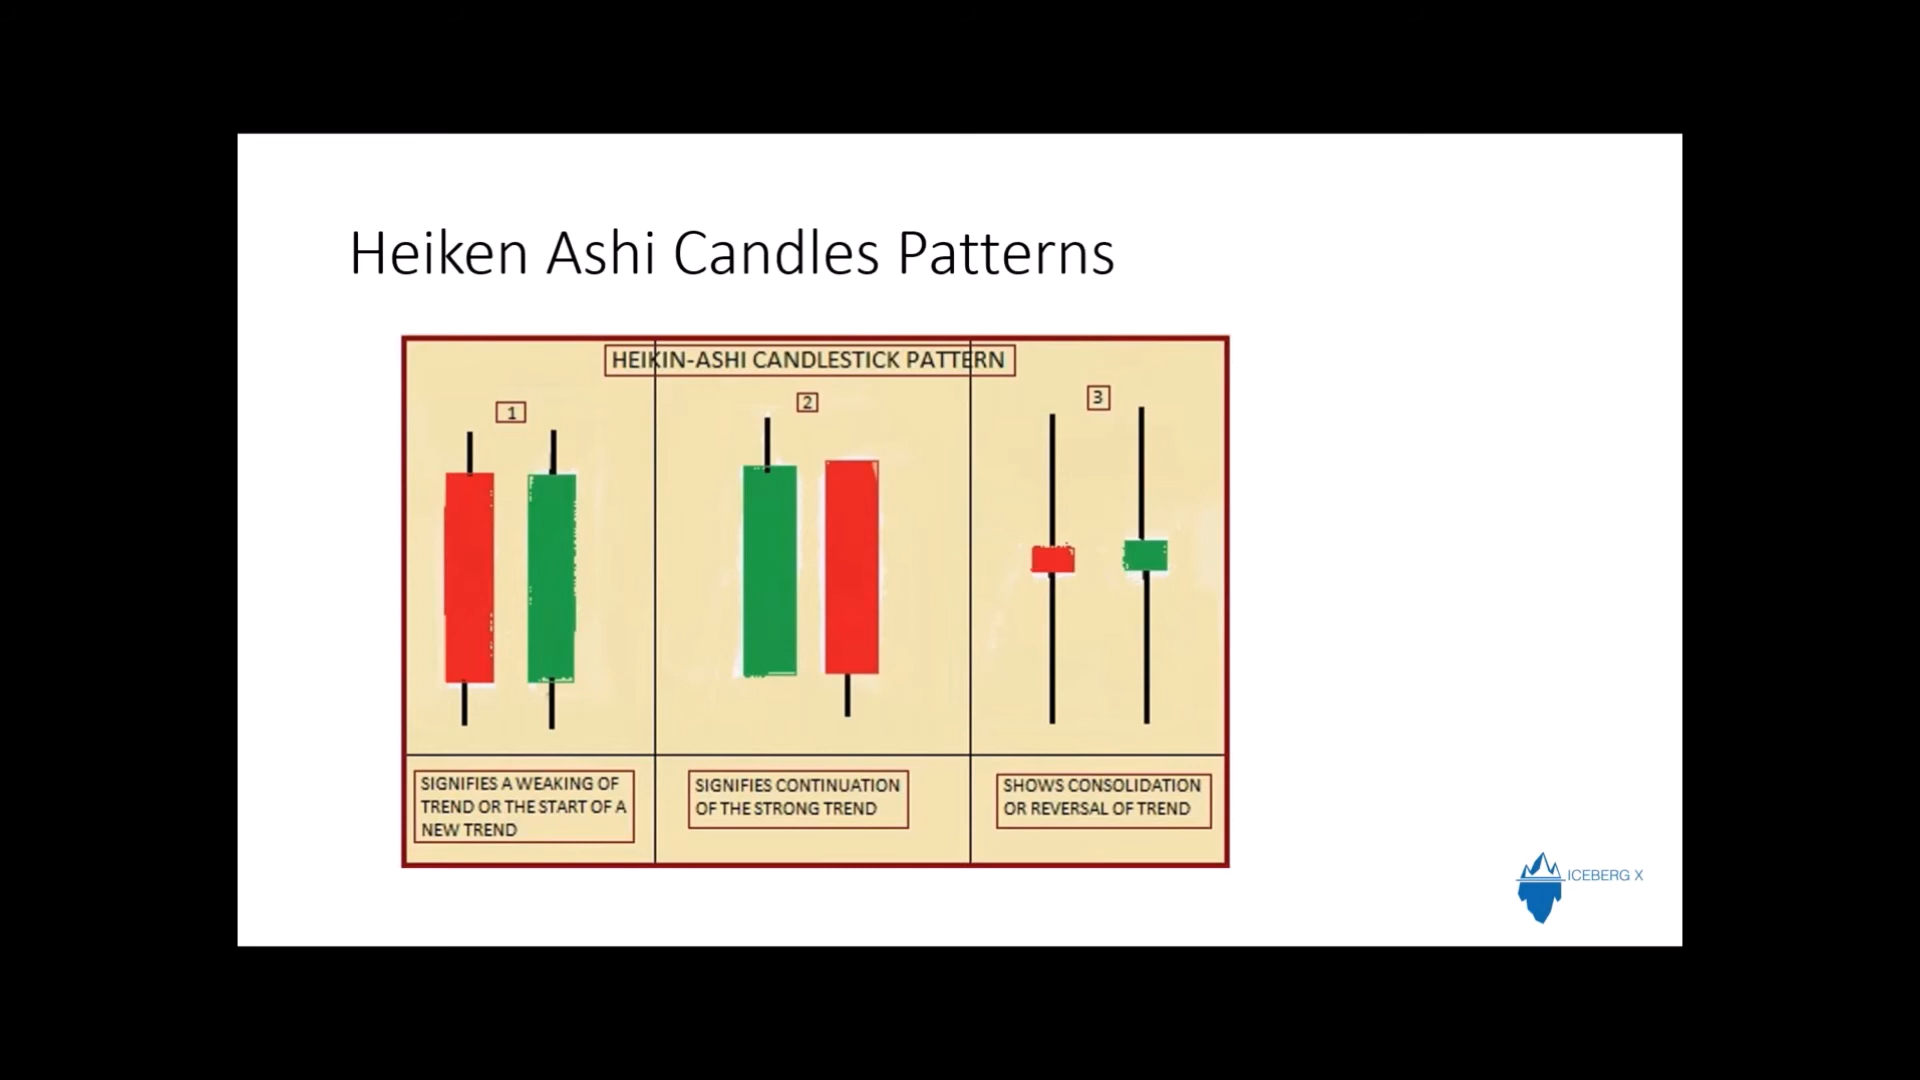 Heiken Ashi Candles Patterns
HEIKIN-ASHI CANDLESTICK PATTERN
1
2
3
SIGNIFIES A WEAKING OF
TREND OR THE START OF A
NEW TREND
SIGNIFIES CONTINUATION
OF THE STRONG TREND
SHOWS CONSOLIDATION
OR REVERSAL OF TREND
ICEBERG X